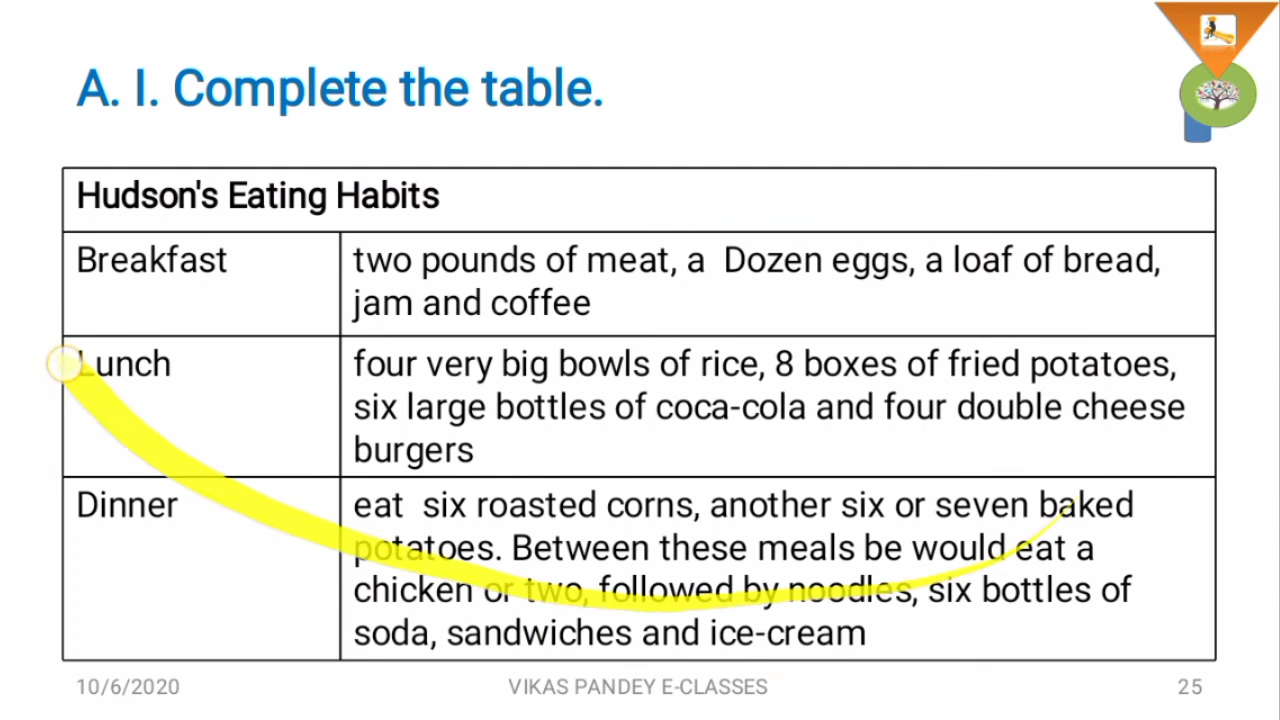 A. I. Complete the table.
Hudson's Eating Habits
Breakfast
two pounds of meat, a  Dozen eggs, a loaf of bread,
jam and coffee
Lunch
four very big bowls of rice, 8 boxes of fried potatoes,
six large bottles of coca-cola and four double cheese
burgers
Dinner
eat  six roasted corns, another six or seven baked
potatoes. Between these meals be would eat a
chicken or two, followed by noodles, six bottles of
soda, sandwiches and ice-cream
10/6/2020
VIKAS PANDEY E-CLASSES
25